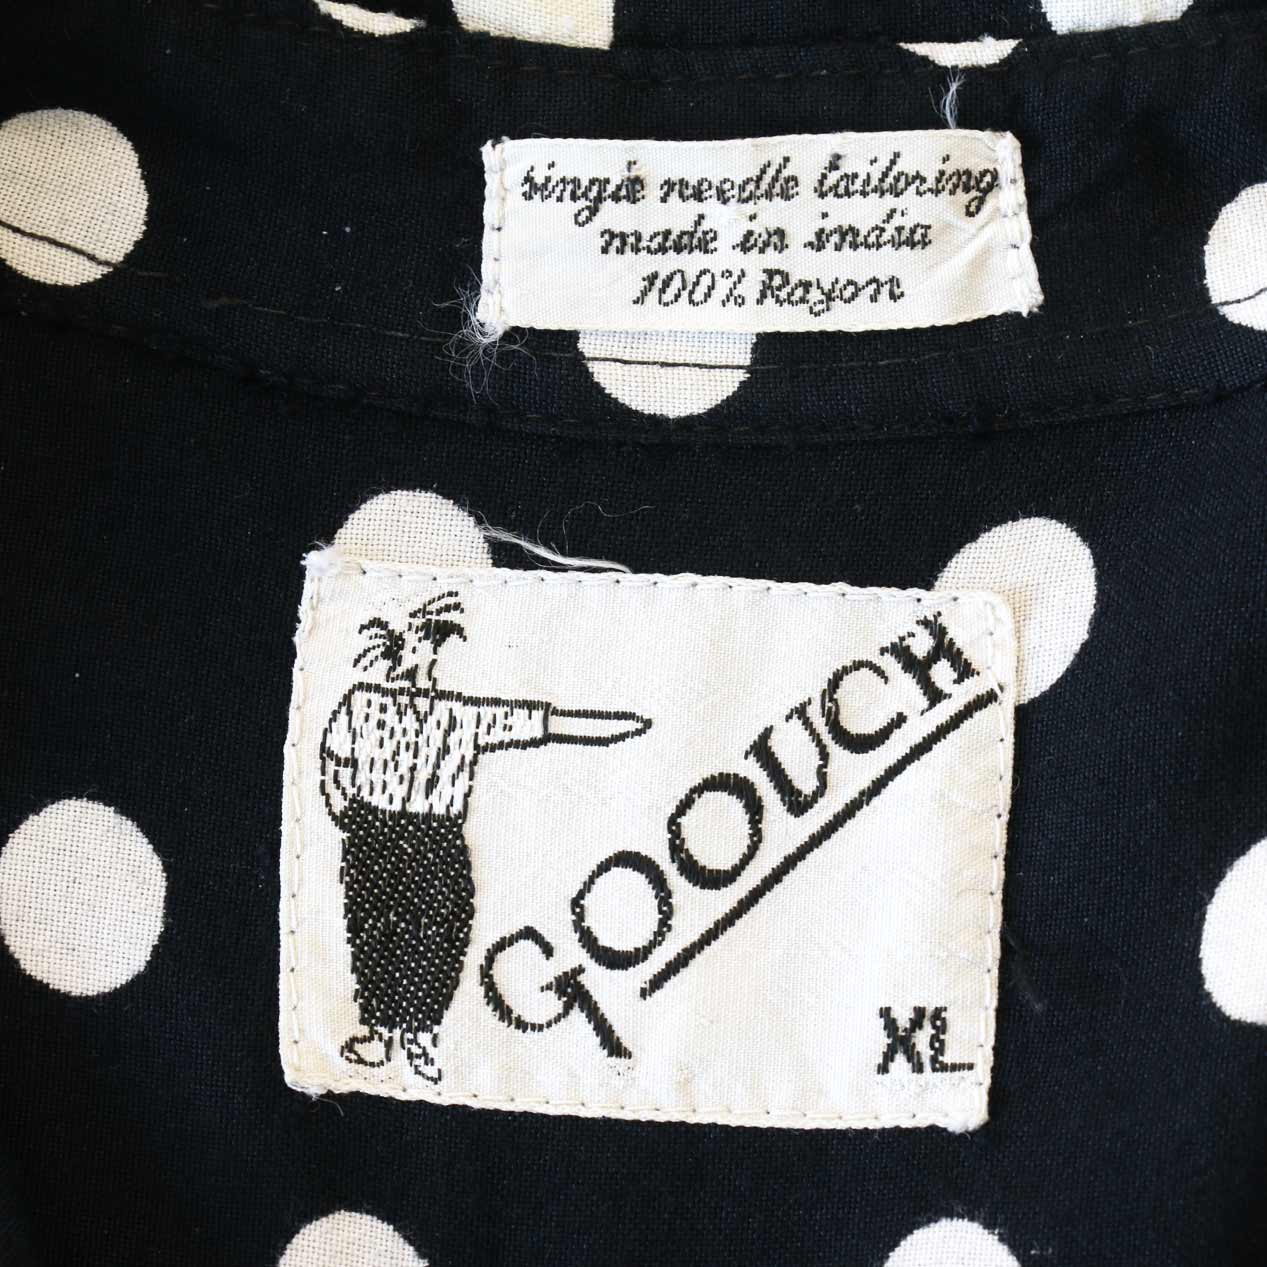 single needle tailoring
made in india
100% Rayon
GOOUCH
XL